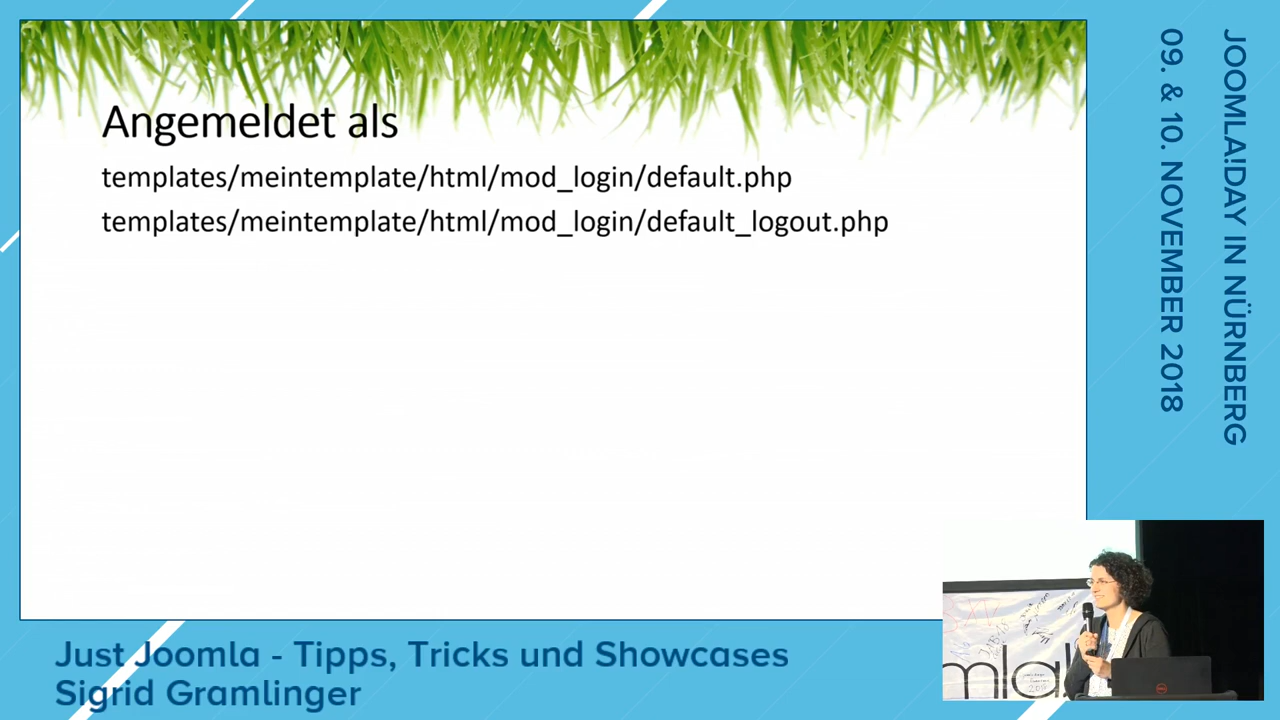 Angemeldet als
templates/meintemplate/html/mod_login/default.php
templates/meintemplate/html/mod_login/default_logout.php
JOOMLA!DAY IN NÜRNBERG
09. & 10. NOVEMBER 2018
Just Joomla - Tipps, Tricks und Showcases
Sigrid Gramlinger